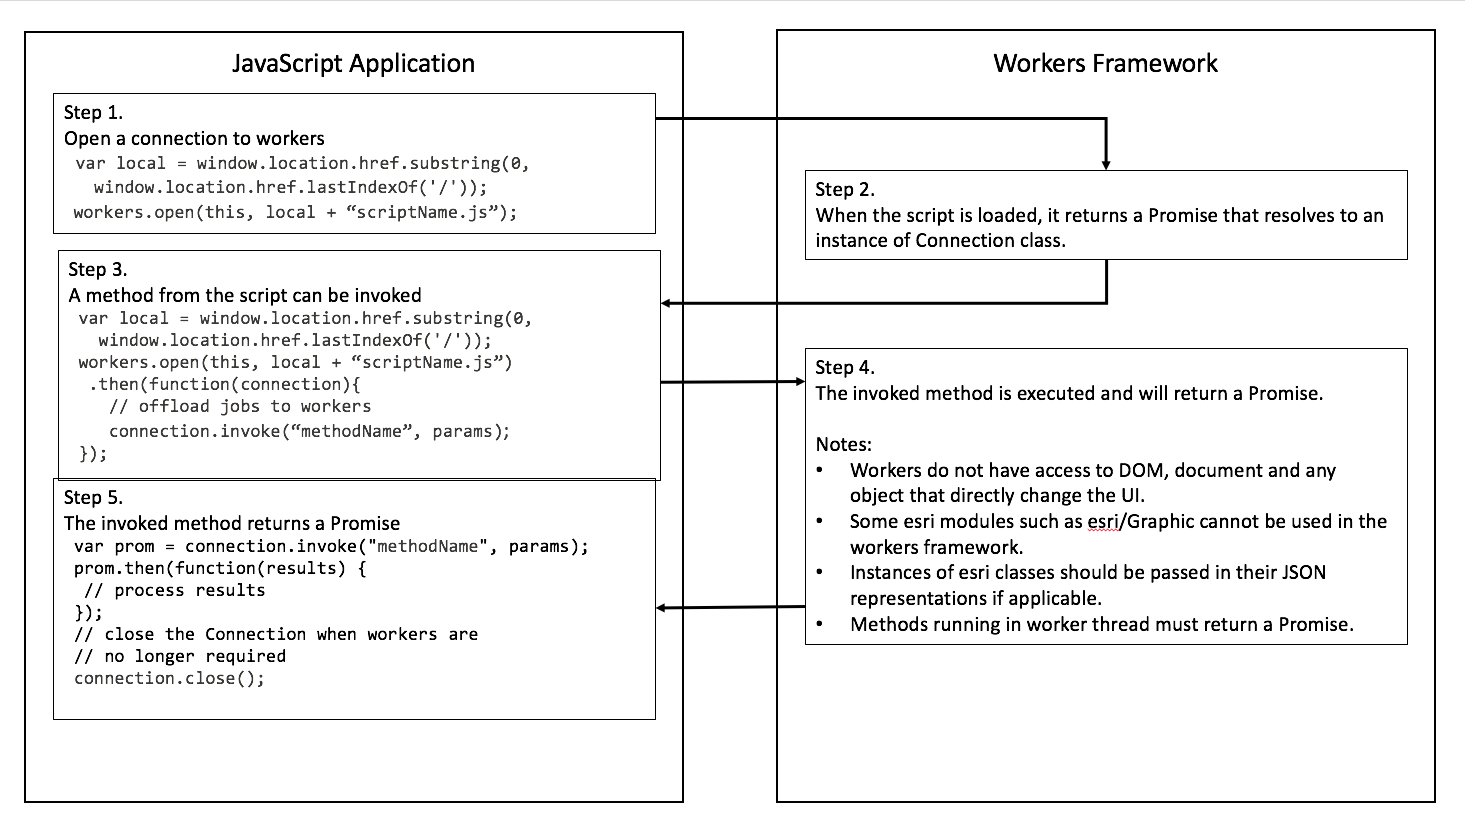 JavaScript Application
Step 1.
Open a connection to workers
var local = window.location.href.substring(0,
window.location.href.lastIndexOf('/'));
workers.open(this, local + “scriptName.js”);
Step 3.
A method from the script can be invoked
var local = window.location.href.substring(0,
window.location.href.lastIndexOf('/'));
workers.open(this, local + “scriptName.js”)
.then(function(connection){
// offload jobs to workers
connection.invoke(“methodName”, params);
});
Step 5.
The invoked method returns a Promise
var prom = connection.invoke("methodName", params);
prom.then(function(results) {
// process results
});
// close the Connection when workers are
// no longer required
connection.close();
Workers Framework
Step 2.
When the script is loaded, it returns a Promise that resolves to an
instance of Connection class.
Step 4.
The invoked method is executed and will return a Promise.
Notes:
• Workers do not have access to DOM, document and any
object that directly change the UI.
• Some esri modules such as esri/Graphic cannot be used in the
workers framework.
• Instances of esri classes should be passed in their JSON
representations if applicable.
• Methods running in worker thread must return a Promise.